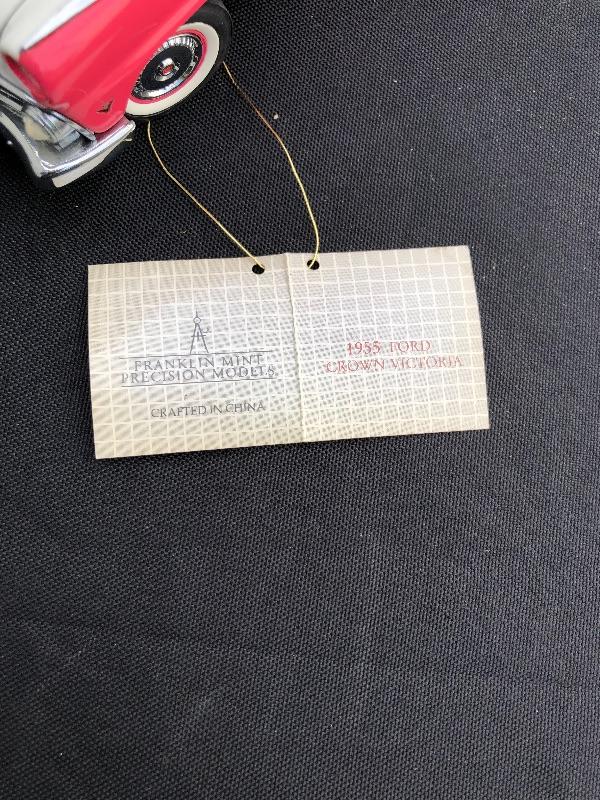 FRANKLIN MINT
PRECISION MODELS
CRAFTED IN CHINA
1955 FORD
CROWN VICTORIA